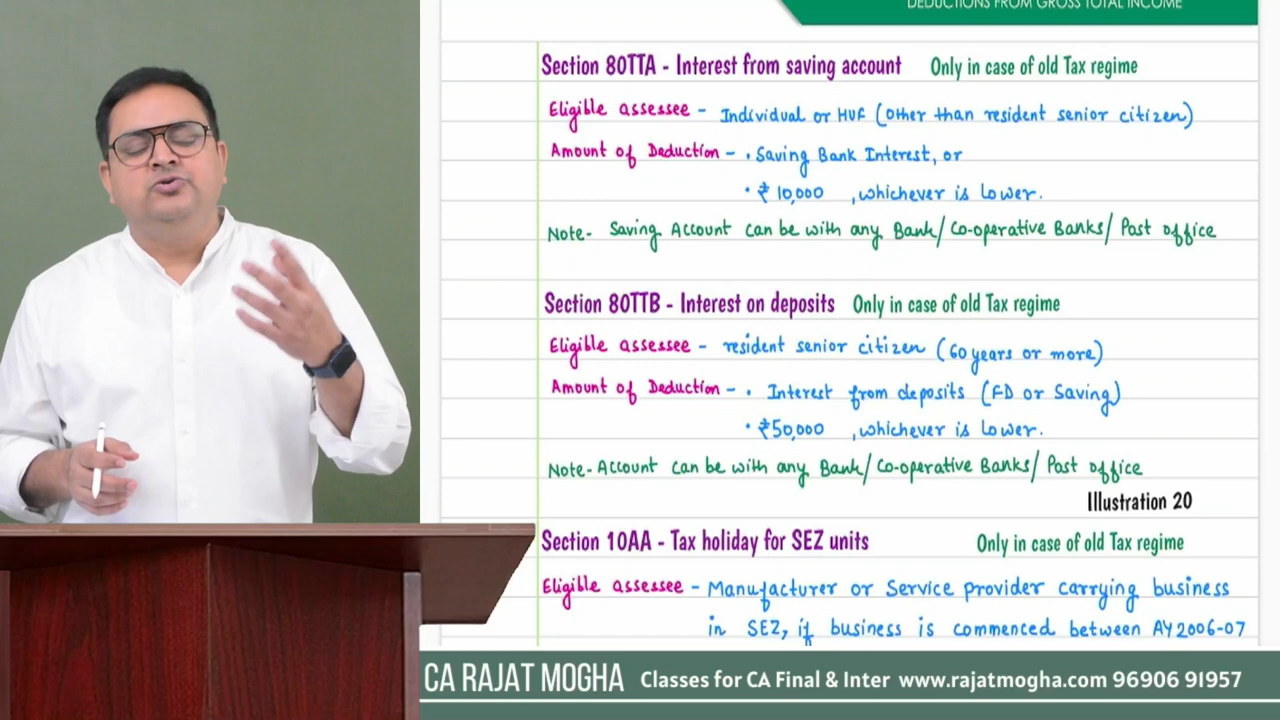 DEDUCTIONS FROM GROSS TOTAL INCOME
Section 80TTA - Interest from saving account Only in case of old Tax regime
Eligible assessee - Individual or HUF (Other than resident senior citizen)
Amount of Deduction - • Saving Bank Interest, or
• ₹ 10,000 , whichever is Lower.
Note- Saving Account can be with any Bank/ Co-operative Banks/ Post office
Section 80TTB - Interest on deposits Only in case of old Tax regime
Eligible assessee - resident senior citizen (60 years or more)
Amount of Deduction - • Interest from deposits (FD or Saving)
• ₹50,000 , whichever is Lower.
Note- Account can be with any Bank/ Co-operative Banks/ Post office
Illustration 20
Section 10AA - Tax holiday for SEZ units Only in case of old Tax regime
Eligible assessee - Manufacturer or Service provider carrying business
in SEZ, if business is commenced between AY 2006-07
CA RAJAT MOGHA Classes for CA Final & Inter www.rajatmogha.com 96906 91957